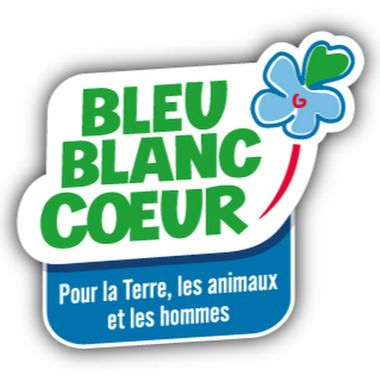 BLEU
BLANC
COEUR
Pour la Terre, les animaux
et les hommes